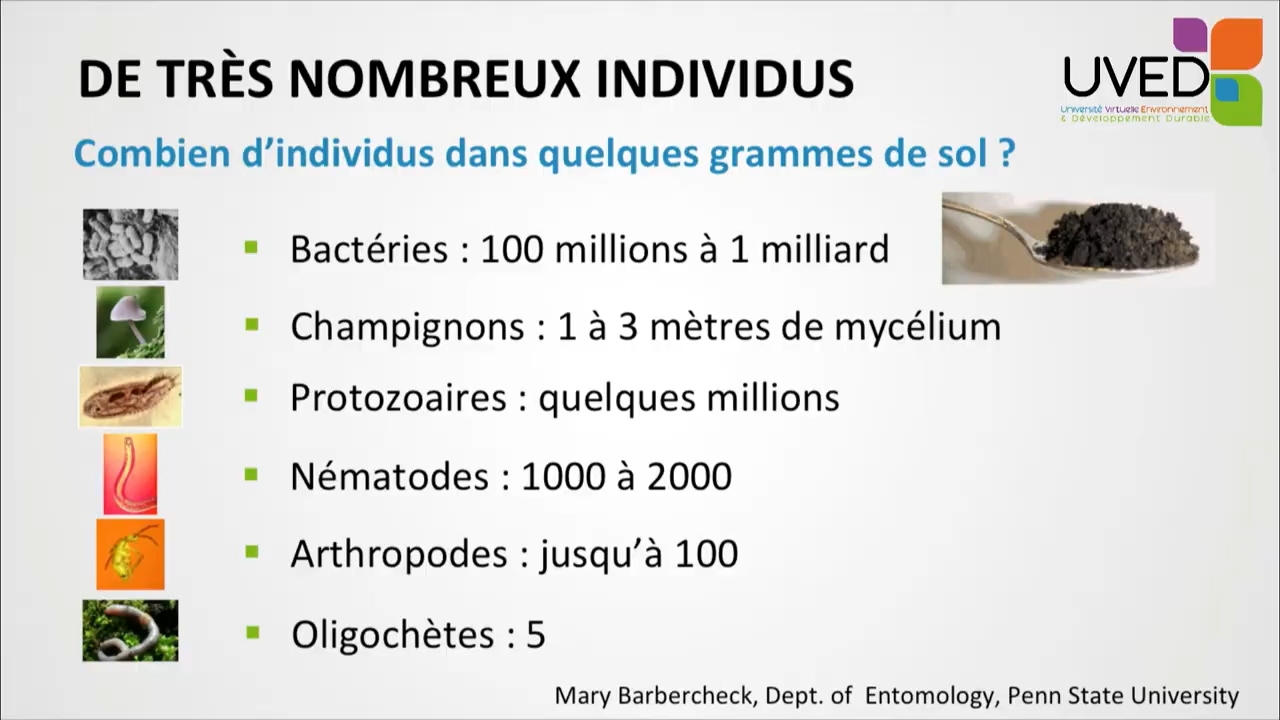 DE TRÈS NOMBREUX INDIVIDUS
UVED
Université Virtuelle Environnement
& Développement Durable
Combien d’individus dans quelques grammes de sol ?
▪ Bactéries : 100 millions à 1 milliard
▪ Champignons : 1 à 3 mètres de mycélium
▪ Protozoaires : quelques millions
▪ Nématodes : 1000 à 2000
▪ Arthropodes : jusqu’à 100
▪ Oligochètes : 5
Mary Barbercheck, Dept. of Entomology, Penn State University